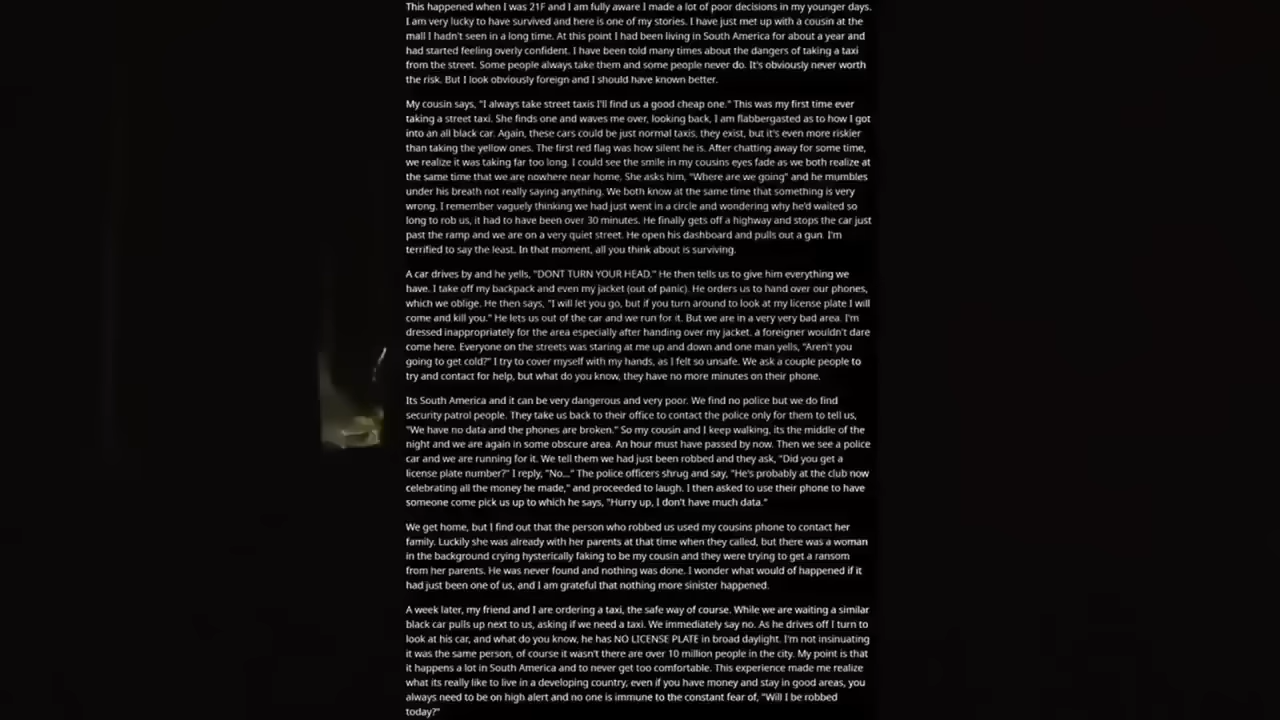 This happened when I was 21F and I am fully aware I made a lot of poor decisions in my younger days.
I am very lucky to have survived and here is one of my stories. I have just met up with a cousin at the
mall I hadn't seen in a long time. At this point I had been living in South America for about a year and
had started feeling overly confident. I have been told many times about the dangers of taking a taxi
from the street. Some people always take them and some people never do. It's obviously never worth
the risk. But I look obviously foreign and I should have known better.
My cousin says, "I always take street taxis I'll find us a good cheap one." This was my first time ever
taking a street taxi. She finds one and waves me over, looking back, I am flabbergasted as to how I got
into an all black car. Again, these cars could be just normal taxis, they exist, but it's even more riskier
than taking the yellow ones. The first red flag was how silent he is. After chatting away for some time,
we realize it was taking far too long. I could see the smile in my cousins eyes fade as we both realize at
the same time that we are nowhere near home. She asks him, "Where are we going" and he mumbles
under his breath not really saying anything. We both know at the same time that something is very
wrong. I remember vaguely thinking we had just went in a circle and wondering why he'd waited so
long to rob us, it had to have been over 30 minutes. He finally gets off a highway and stops the car just
past the ramp and we are on a very quiet street. He open his dashboard and pulls out a gun. I'm
terrified to say the least. In that moment, all you think about is surviving.
A car drives by and he yells, "DONT TURN YOUR HEAD." He then tells us to give him everything we
have. I take off my backpack and even my jacket (out of panic). He orders us to hand over our phones,
which we oblige. He then says, "I will let you go, but if you turn around to look at my license plate I will
come and kill you." He lets us out of the car and we run for it. But we are in a very very bad area. I'm
dressed inappropriately for the area especially after handing over my jacket. a foreigner wouldn't dare
come here. Everyone on the streets was staring at me up and down and one man yells, "Aren't you
going to get cold?" I try to cover myself with my hands, as I felt so unsafe. We ask a couple people to
try and contact for help, but what do you know, they have no more minutes on their phone.
Its South America and it can be very dangerous and very poor. We find no police but we do find
security patrol people. They take us back to their office to contact the police only for them to tell us,
"We have no data and the phones are broken." So my cousin and I keep walking, its the middle of the
night and we are again in some obscure area. An hour must have passed by now. Then we see a police
car and we are running for it. We tell them we had just been robbed and they ask, "Did you get a
license plate number?" I reply, "No..." The police officers shrug and say, "He's probably at the club now
celebrating all the money he made," and proceeded to laugh. I then asked to use their phone to have
someone come pick us up to which he says, "Hurry up, I don't have much data."
We get home, but I find out that the person who robbed us used my cousins phone to contact her
family. Luckily she was already with her parents at that time when they called, but there was a woman
in the background crying hysterically faking to be my cousin and they were trying to get a ransom
from her parents. He was never found and nothing was done. I wonder what would of happened if it
had just been one of us, and I am grateful that nothing more sinister happened.
A week later, my friend and I are ordering a taxi, the safe way of course. While we are waiting a similar
black car pulls up next to us, asking if we need a taxi. We immediately say no. As he drives off I turn to
look at his car, and what do you know, he has NO LICENSE PLATE in broad daylight. I'm not insinuating
it was the same person, of course it wasn't there are over 10 million people in the city. My point is that
it happens a lot in South America and to never get too comfortable. This experience made me realize
what its really like to live in a developing country, even if you have money and stay in good areas, you
always need to be on high alert and no one is immune to the constant fear of, "Will I be robbed
today?"